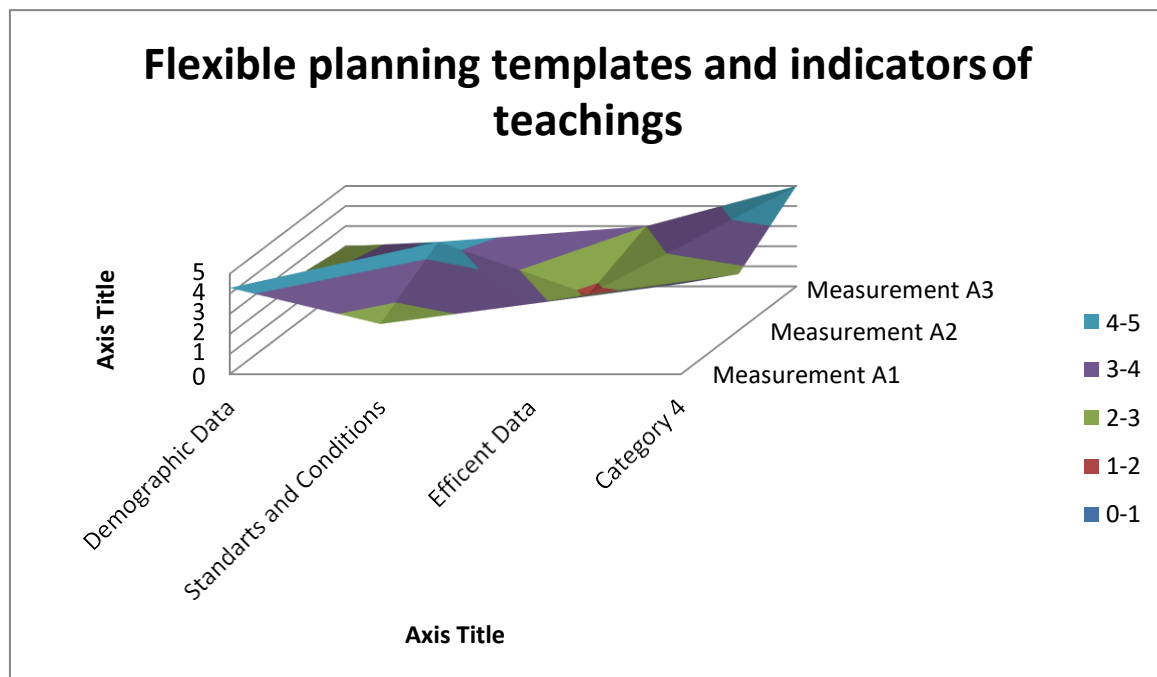 Flexible planning templates and indicators of
teachings
Axis Title
5
4
3
2
1
0
Measurement A3
Measurement A2
Measurement A1
Demographic Data
Standarts and Conditions
Efficent Data
Category 4
Axis Title
4-5
3-4
2-3
1-2
0-1